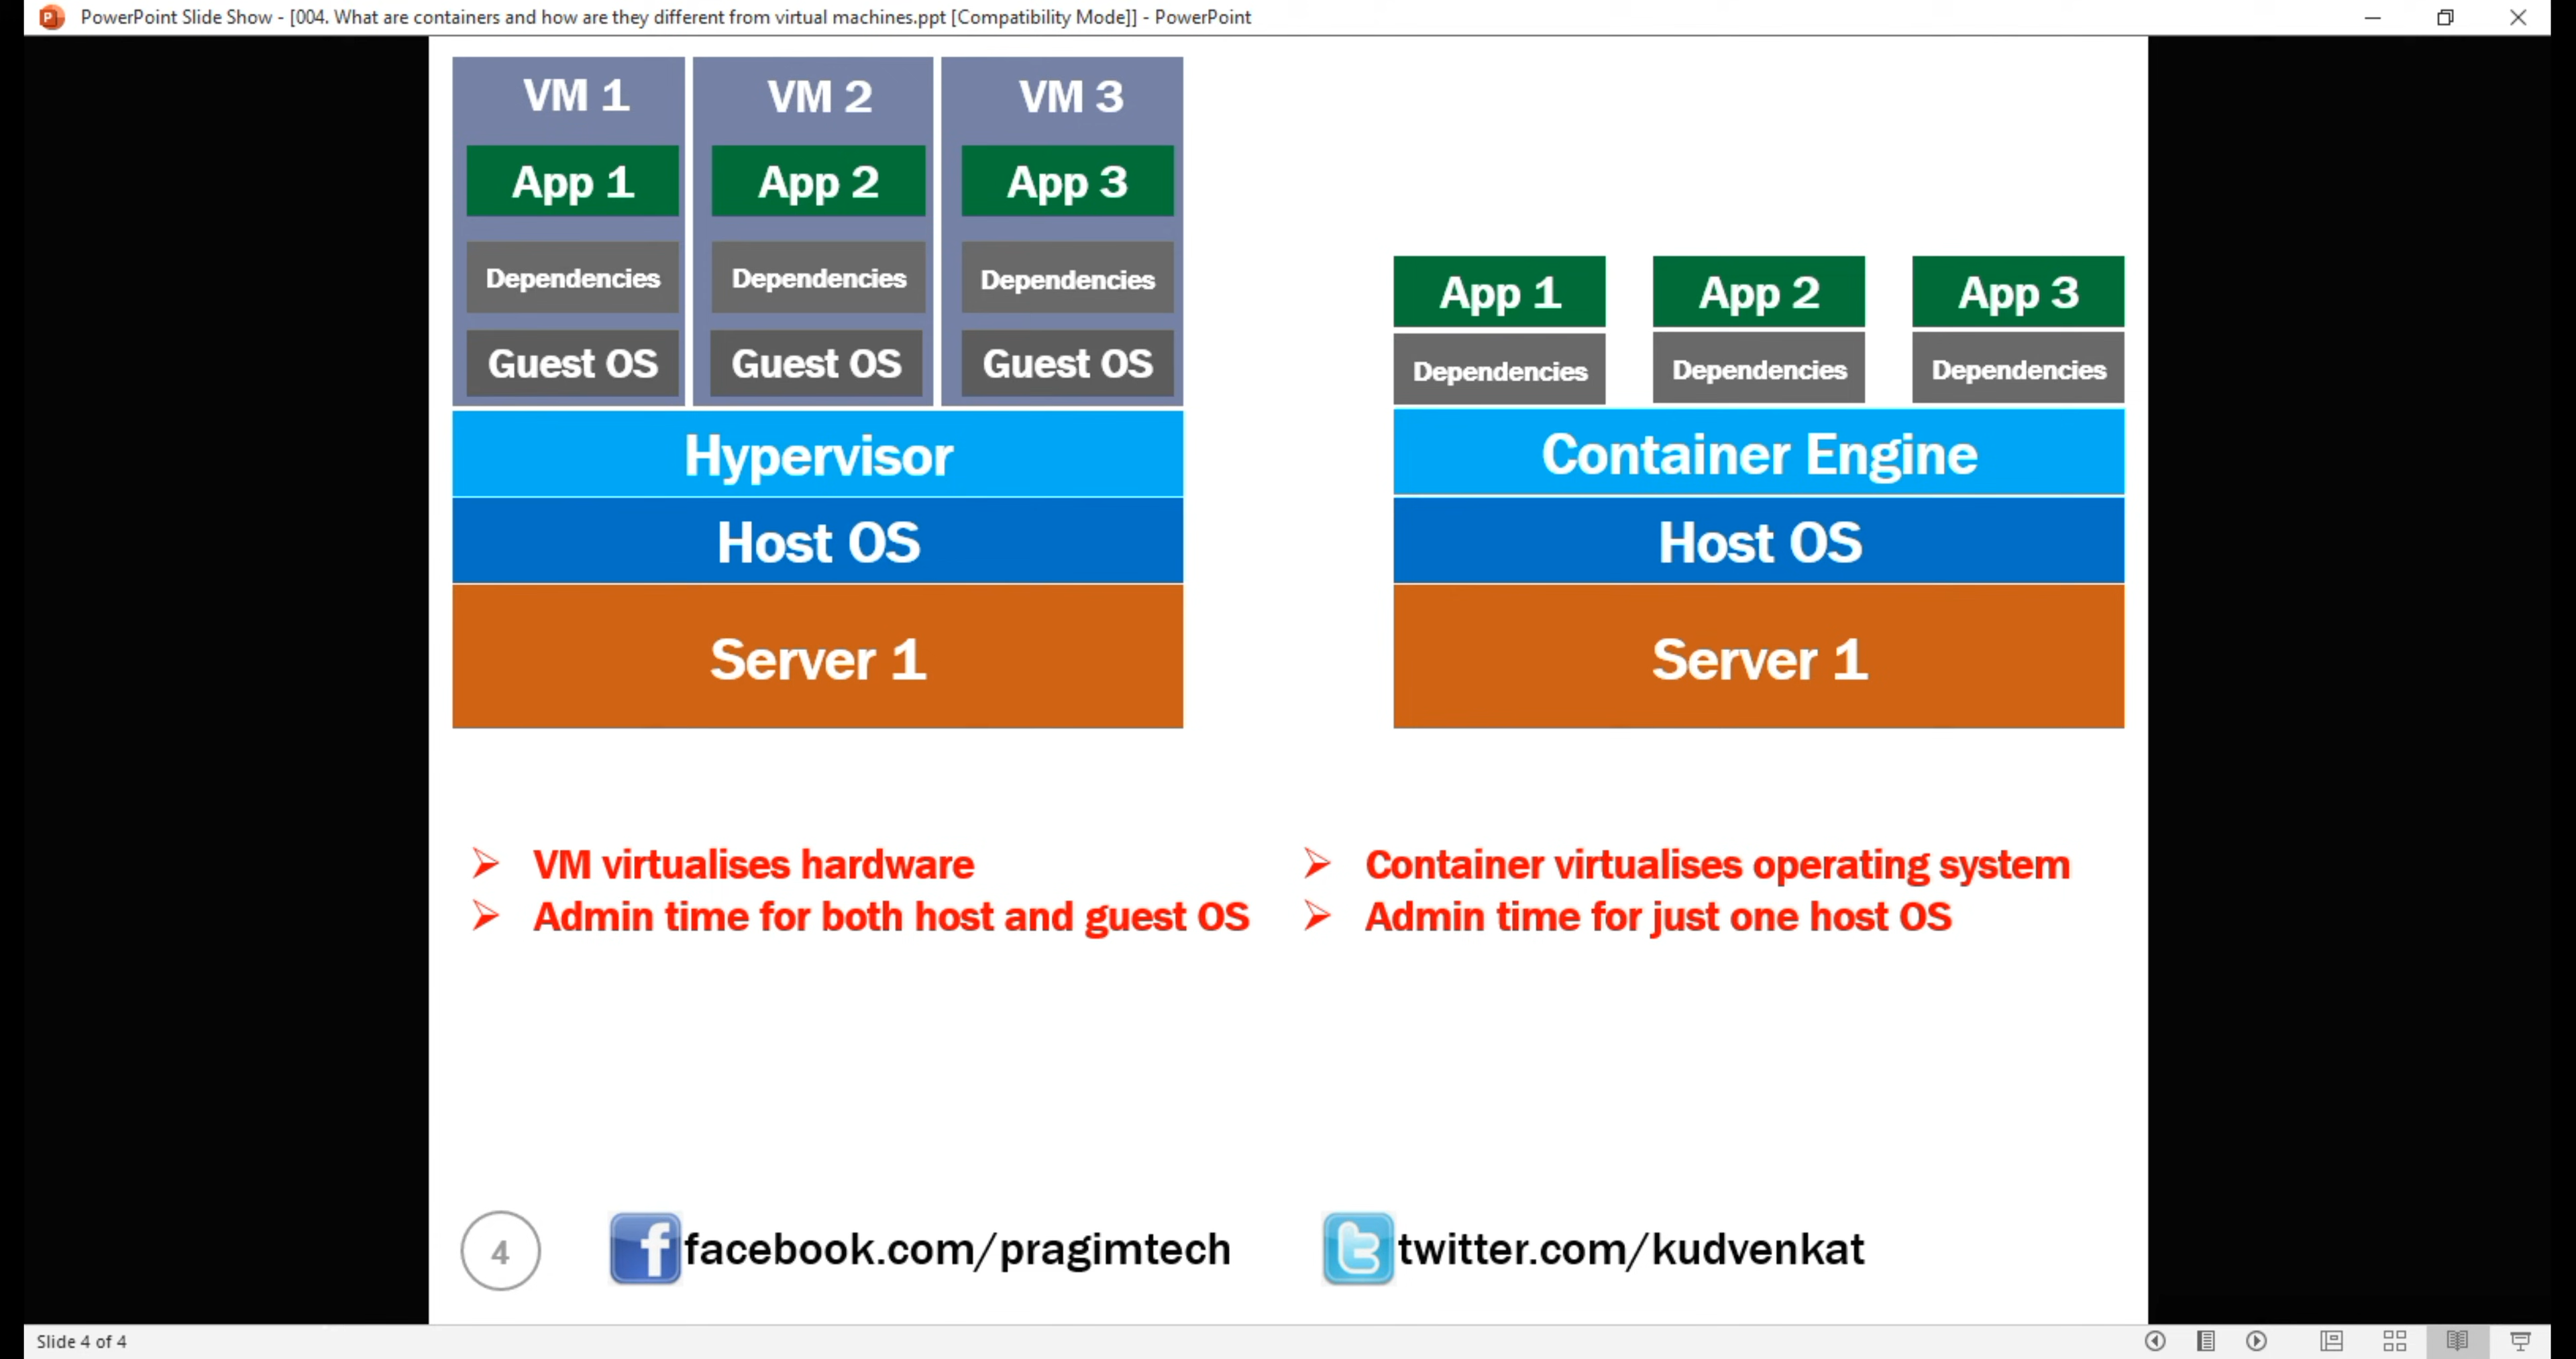 PowerPoint Slide Show - [004. What are containers and how are they different from virtual machines.ppt [Compatibility Mode]] - PowerPoint
VM 1
VM 2
VM 3
App 1
App 2
App 3
Dependencies
Dependencies
Dependencies
Guest OS
Guest OS
Guest OS
Hypervisor
Host OS
Server 1
App 1
App 2
App 3
Dependencies
Dependencies
Dependencies
Container Engine
Host OS
Server 1
VM virtualises hardware
Admin time for both host and guest OS
Container virtualises operating system
Admin time for just one host OS
4
facebook.com/pragimtech
twitter.com/kudvenkat
Slide 4 of 4